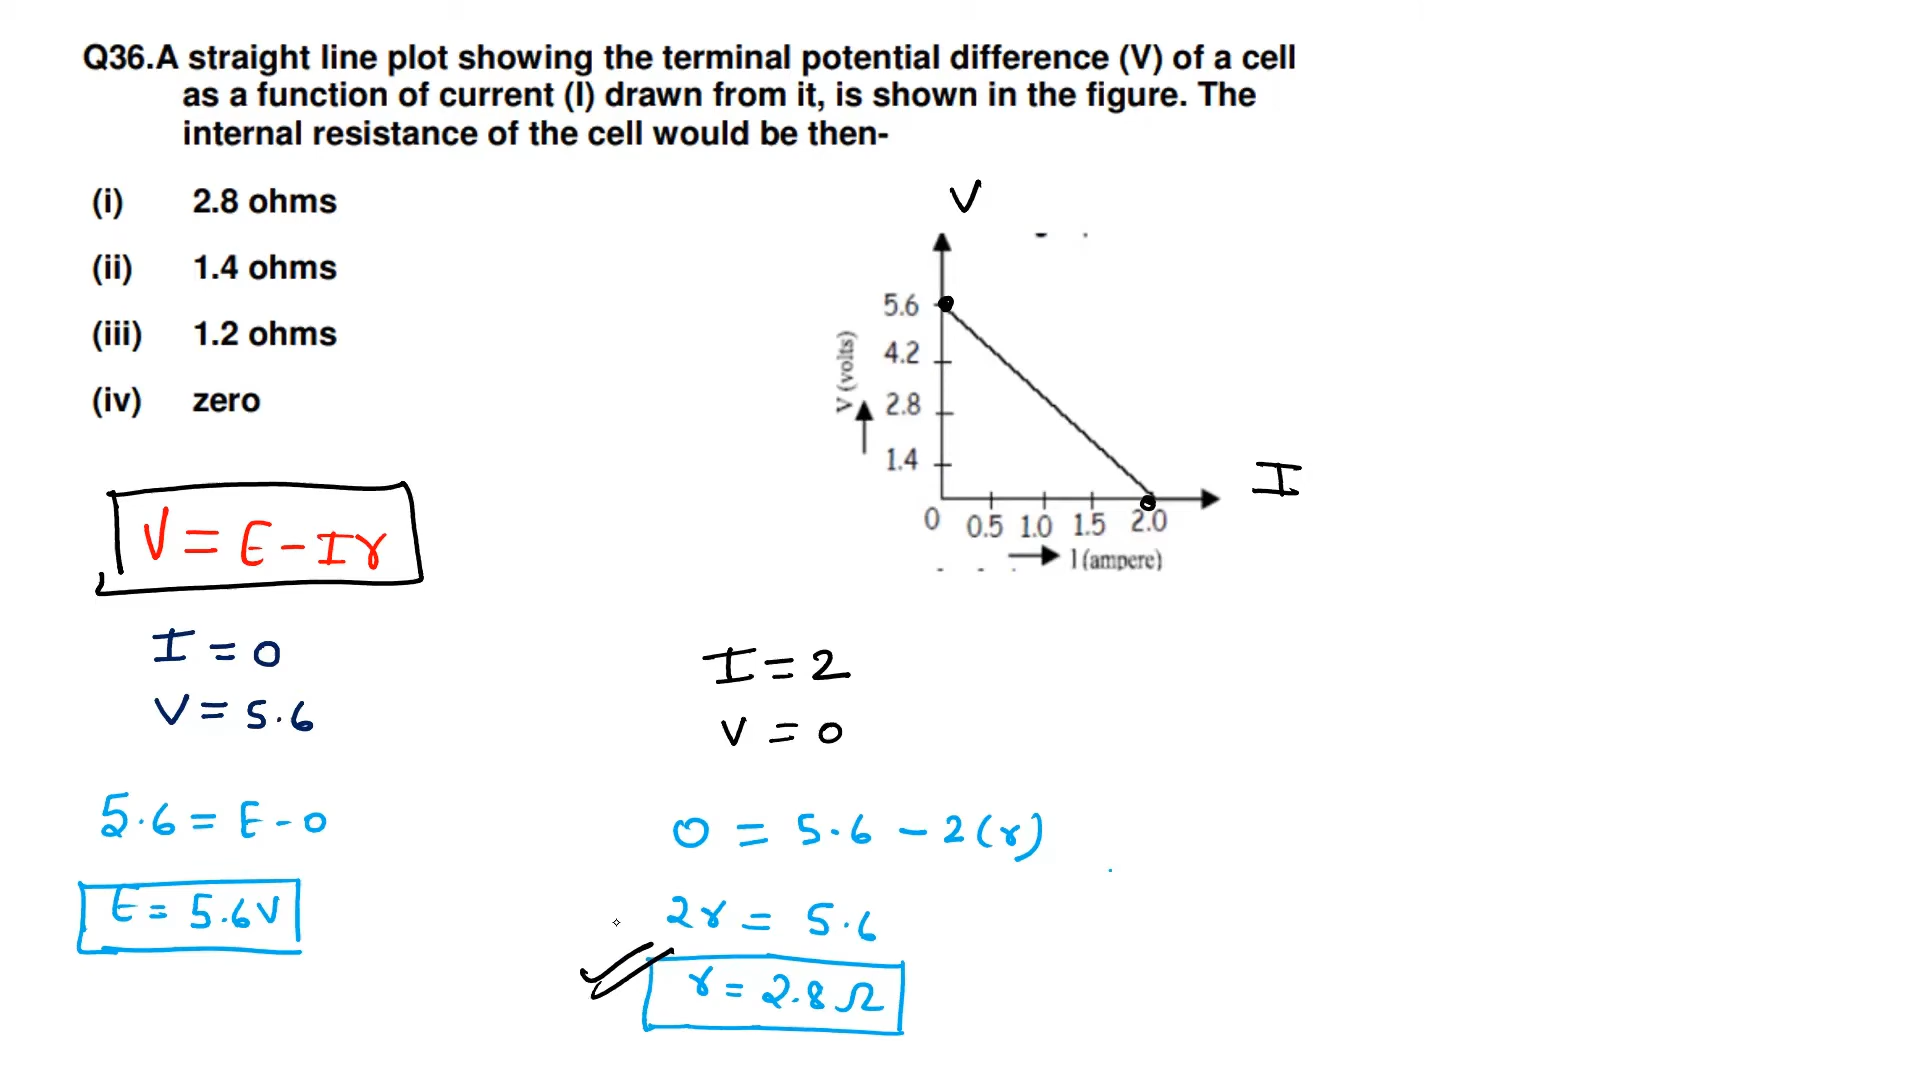 Q36.A straight line plot showing the terminal potential difference (V) of a cell
as a function of current (I) drawn from it, is shown in the figure. The
internal resistance of the cell would be then-
(i) 2.8 ohms
(ii) 1.4 ohms
(iii) 1.2 ohms
(iv) zero
V
5.6
4.2
2.8
1.4
V (volts)
0 0.5 1.0 1.5 2.0
I (ampere)
I
V = E - Ir
I = 0
V = 5.6
5.6 = E - 0
E = 5.6V
I = 2
V = 0
0 = 5.6 - 2(r)
2r = 5.6
r = 2.8 Ω